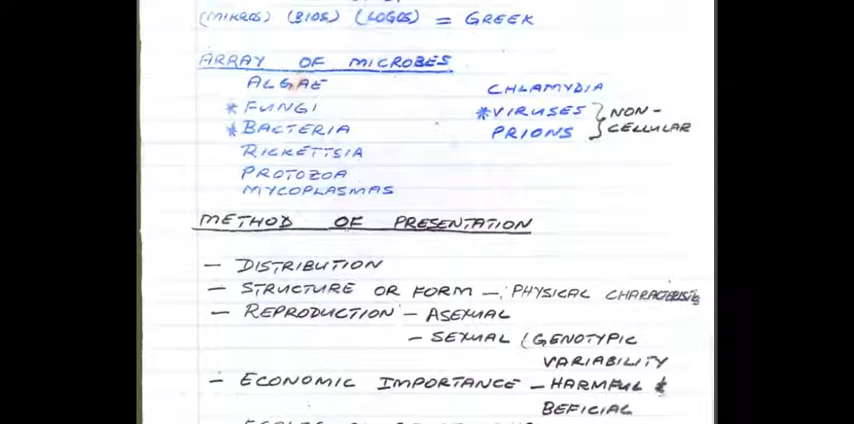 (MIKROS) (BIOS) (LOGOS) = GREEK
ARRAY OF MICROBES
ALGAE
* FUNGI
* BACTERIA
RICKETTSIA
PROTOZOA
MYCOPLASMAS
CHLAMYDIA
*VIRUSES } NON-
PRIONS } CELLULAR
METHOD OF PRESENTATION
— DISTRIBUTION
— STRUCTURE OR FORM —: PHYSICAL
— REPRODUCTION — ASEXUAL
— SEXUAL (GENOTYPIC
VARIABILITY
— ECONOMIC IMPORTANCE — HARMFUL &
BEFICIAL